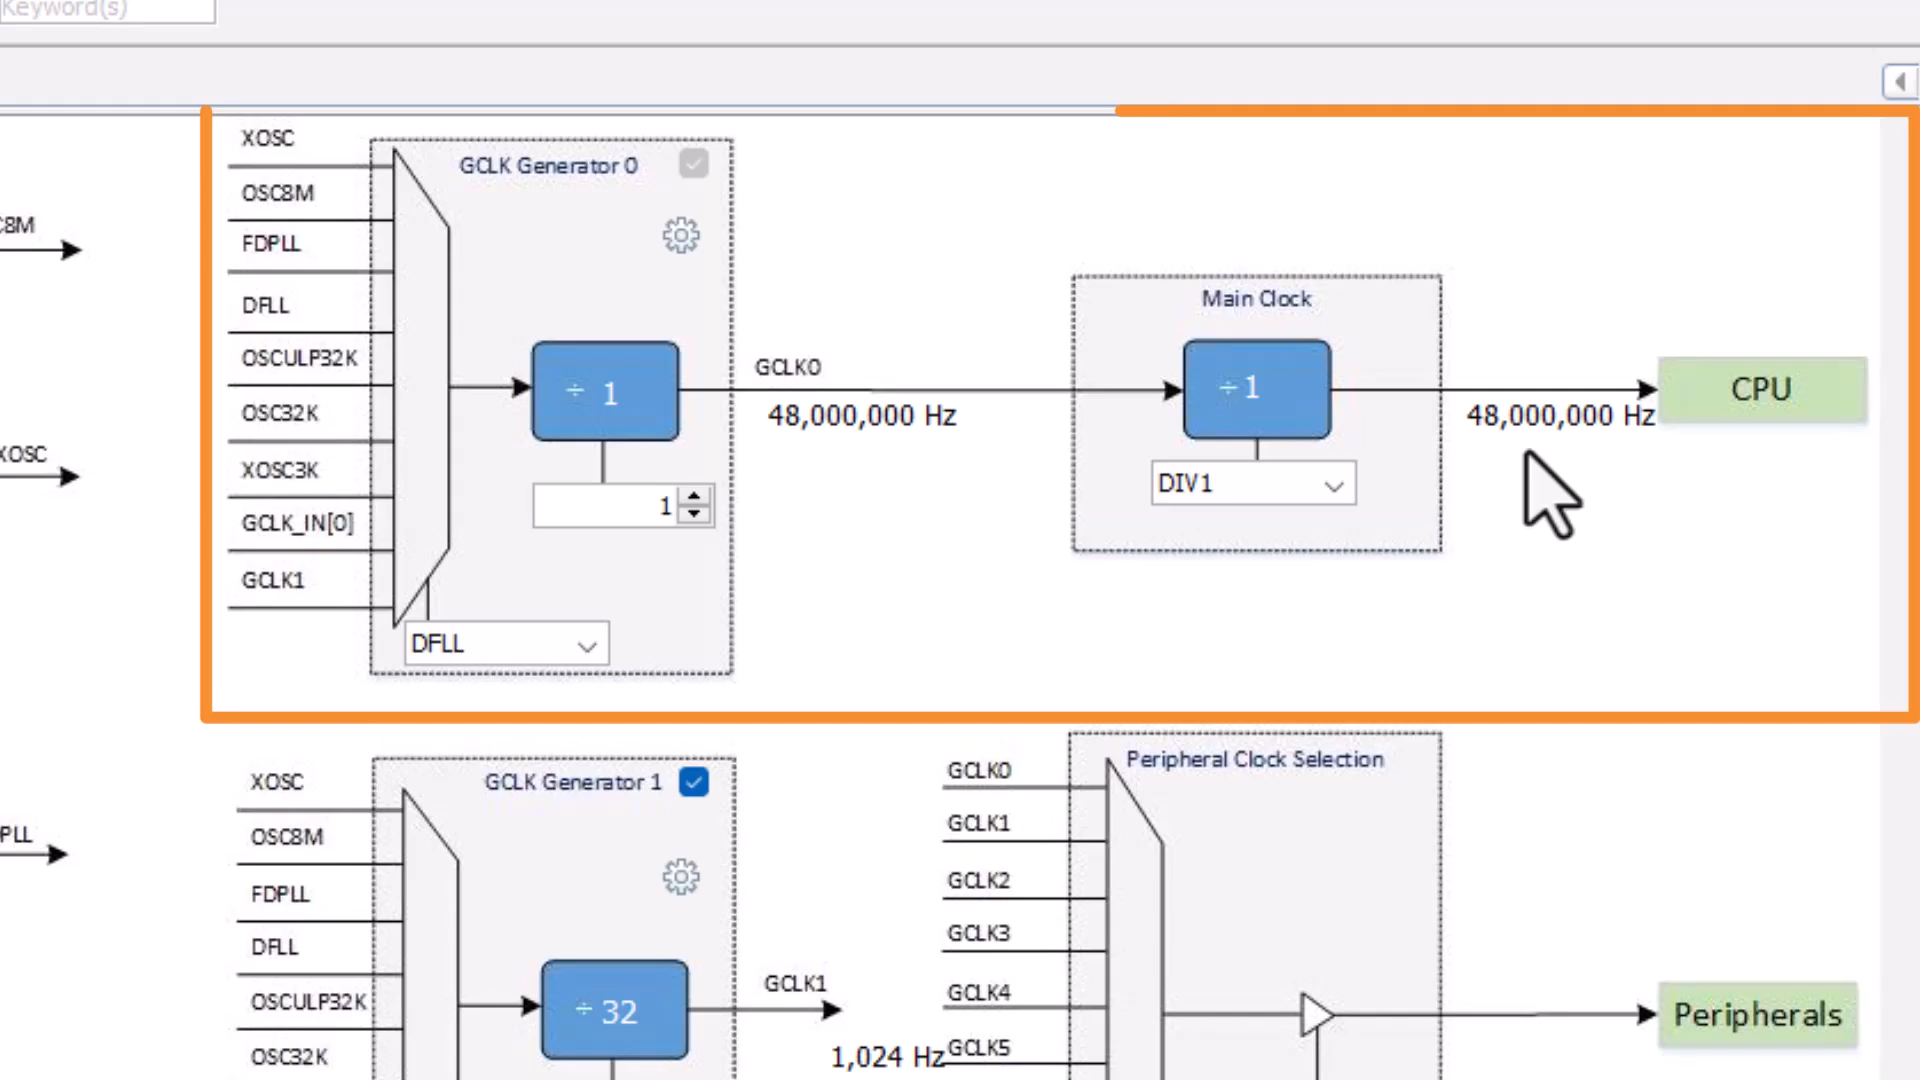 Keyword(s)
XOSC
GCLK Generator 0
OSC8M
C8M
FDPLL
DFLL
Main Clock
OSCULP32K
GCLK0
÷ 1
÷ 1
CPU
48,000,000 Hz
48,000,000 Hz
OSC32K
XOSC
XOSC3K
DIV1
1
GCLK_IN[0]
GCLK1
DFLL
XOSC
GCLK Generator 1
GCLK0
Peripheral Clock Selection
OSC8M
GCLK1
PLL
FDPLL
GCLK2
DFLL
GCLK3
OSCULP32K
÷ 32
GCLK1
GCLK4
Peripherals
OSC32K
1,024 Hz
GCLK5